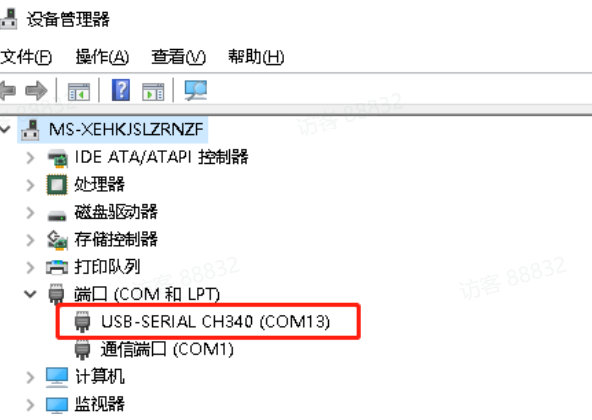 设备管理器
文件(F) 操作(A) 查看(V) 帮助(H)
MS-XEHKJSLZRNZF
IDE ATA/ATAPI 控制器
处理器
磁盘驱动器
存储控制器
打印队列
端口 (COM 和 LPT)
USB-SERIAL CH340 (COM13)
通信端口 (COM1)
计算机
监视器
访客 88832
访客 88832
访客 88832
88832